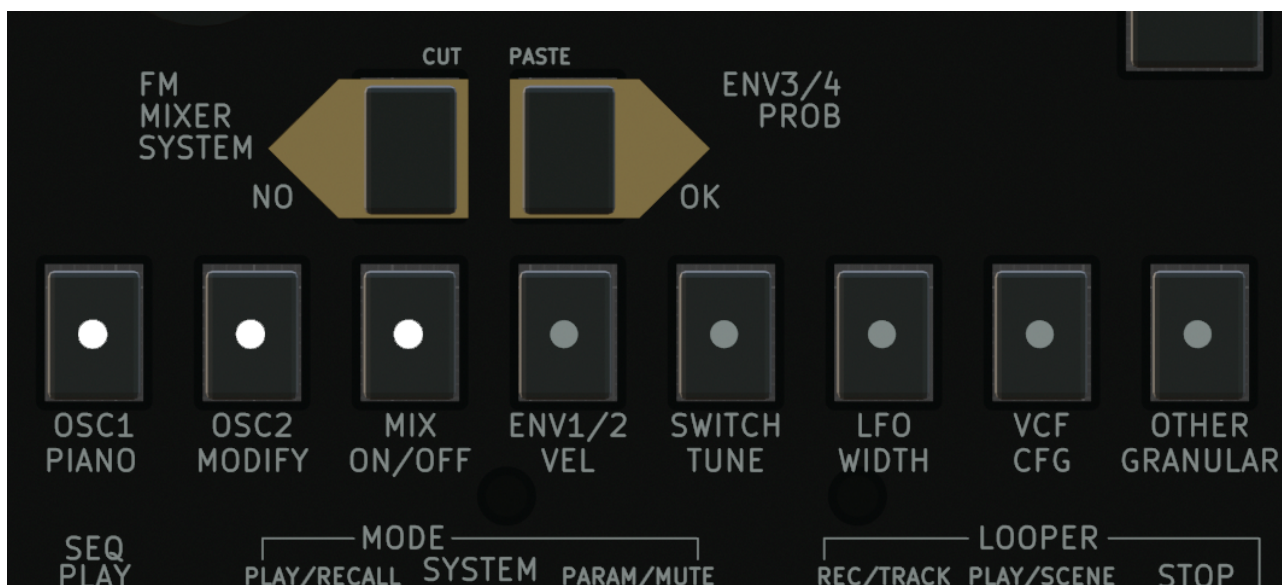 CUT PASTE
FM
MIXER
SYSTEM
NO
ENV3/4
PROB
OK
OSC1 OSC2 MIX ENV1/2 SWITCH LFO VCF OTHER
PIANO MODIFY ON/OFF VEL TUNE WIDTH CFG GRANULAR
SEQ
PLAY
MODE
PLAY/RECALL SYSTEM PARAM/MUTE
LOOPER
REC/TRACK PLAY/SCENE STOP